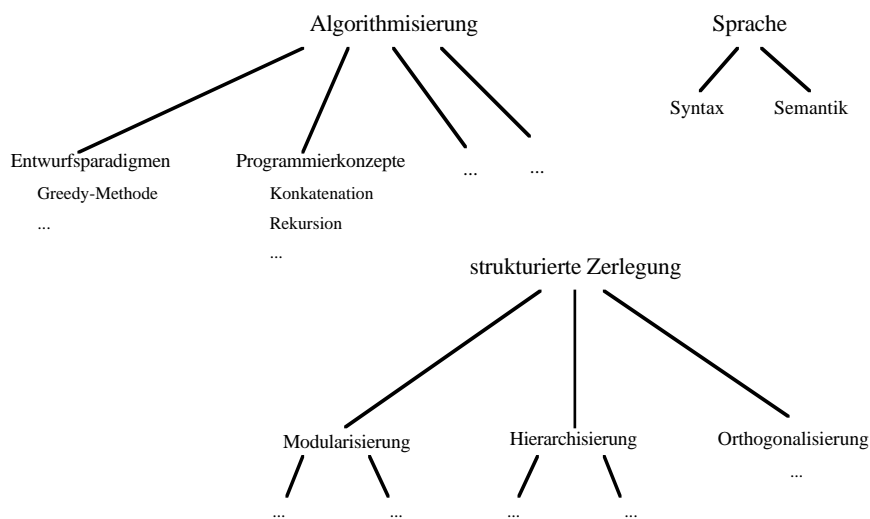 Algorithmisierung
Sprache
Syntax Semantik
Entwurfsparadigmen Programmierkonzepte ... ...
Greedy-Methode Konkatenation
... Rekursion
...
strukturierte Zerlegung
Modularisierung Hierarchisierung Orthogonalisierung
...
... ... ... ...